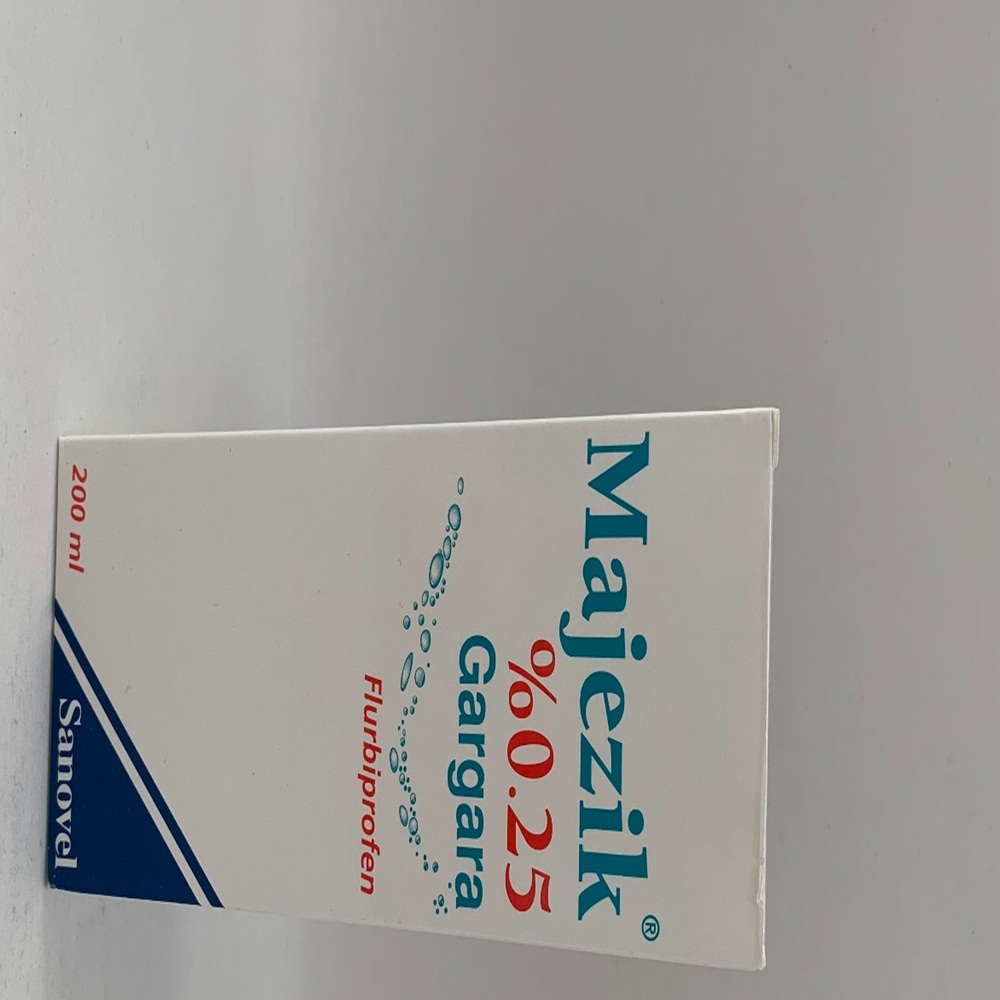 Majezik®
%0.25
Gargara
Flurbiprofen
200 ml
Sanovel